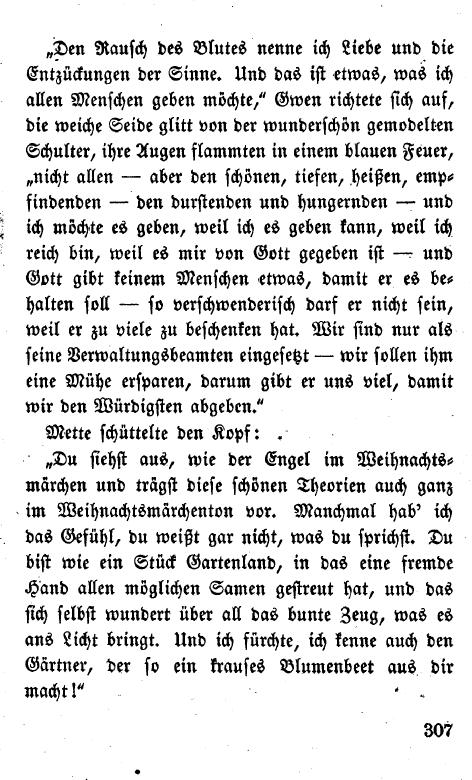 „Den Rausch des Blutes nenne ich Liebe und die
Entzückungen der Sinne. Und das ist etwas, was ich
allen Menschen geben möchte,“ Gwen richtete sich auf,
die weiche Seide glitt von der wunderschön gemodelten
Schulter, ihre Augen flammten in einem blauen Feuer,
„nicht allen — aber den schönen, tiefen, heißen, emp-
findenden — den durstenden und hungernden — und
ich möchte es geben, weil ich es geben kann, weil ich
reich bin, weil es mir von Gott gegeben ist — und
Gott gibt keinem Menschen etwas, damit er es be-
halten soll — so verschwenderisch darf er nicht sein,
weil er zu viele zu beschenken hat. Wir sind nur als
seine Verwaltungsbeamten eingesetzt — wir sollen ihm
eine Mühe ersparen, darum gibt er uns viel, damit
wir den Würdigsten abgeben.“
Mette schüttelte den Kopf:
„Du siehst aus, wie der Engel im Weihnachts-
märchen und trägst diese schönen Theorien auch ganz
im Weihnachtsmärchenton vor. Manchmal hab' ich
das Gefühl, du weißt gar nicht, was du sprichst. Du
bist wie ein Stück Gartenland, in das eine fremde
Hand allen möglichen Samen gestreut hat, und das
sich selbst wundert über all das bunte Zeug, was es
ans Licht bringt. Und ich fürchte, ich kenne auch den
Gärtner, der so ein krauses Blumenbeet aus dir
macht!“
307